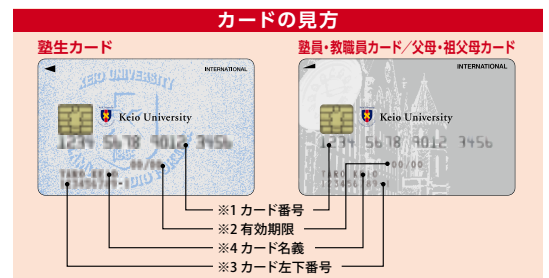 カードの見方
塾生カード
塾員・教職員カード／父母・祖父母カード
KEIO UNIVERSITY
INTERNATIONAL
Keio University
1234 5678 9012 3456
00/00
TARO KEIO
123456789-1
INTERNATIONAL
Keio University
1234 5678 9012 3456
00/00
TARO KEIO
123456789
※1 カード番号
※2 有効期限
※4 カード名義
※3 カード左下番号